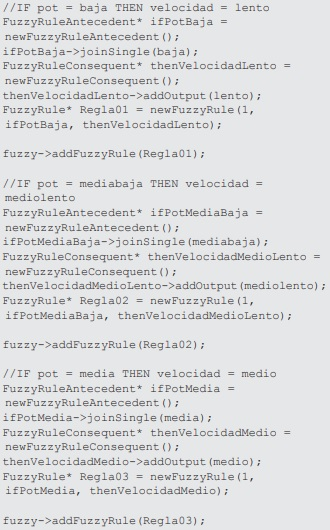 //IF pot = baja THEN velocidad = lento
FuzzyRuleAntecedent* ifPotBaja =
newFuzzyRuleAntecedent();
ifPotBaja->joinSingle(baja);
FuzzyRuleConsequent* thenVelocidadLento =
newFuzzyRuleConsequent();
thenVelocidadLento->addOutput(lento);
FuzzyRule* Regla01 = newFuzzyRule(1,
ifPotBaja, thenVelocidadLento);
fuzzy->addFuzzyRule(Regla01);
//IF pot = mediabaja THEN velocidad =
mediolento
FuzzyRuleAntecedent* ifPotMediaBaja =
newFuzzyRuleAntecedent();
ifPotMediaBaja->joinSingle(mediabaja);
FuzzyRuleConsequent* thenVelocidadMedioLento =
newFuzzyRuleConsequent();
thenVelocidadMedioLento->addOutput(mediolento);
FuzzyRule* Regla02 = newFuzzyRule(1,
ifPotMediaBaja, thenVelocidadMedioLento);
fuzzy->addFuzzyRule(Regla02);
//IF pot = media THEN velocidad = medio
FuzzyRuleAntecedent* ifPotMedia =
newFuzzyRuleAntecedent();
ifPotMedia->joinSingle(media);
FuzzyRuleConsequent* thenVelocidadMedio =
newFuzzyRuleConsequent();
thenVelocidadMedio->addOutput(medio);
FuzzyRule* Regla03 = newFuzzyRule(1,
ifPotMedia, thenVelocidadMedio);
fuzzy->addFuzzyRule(Regla03);